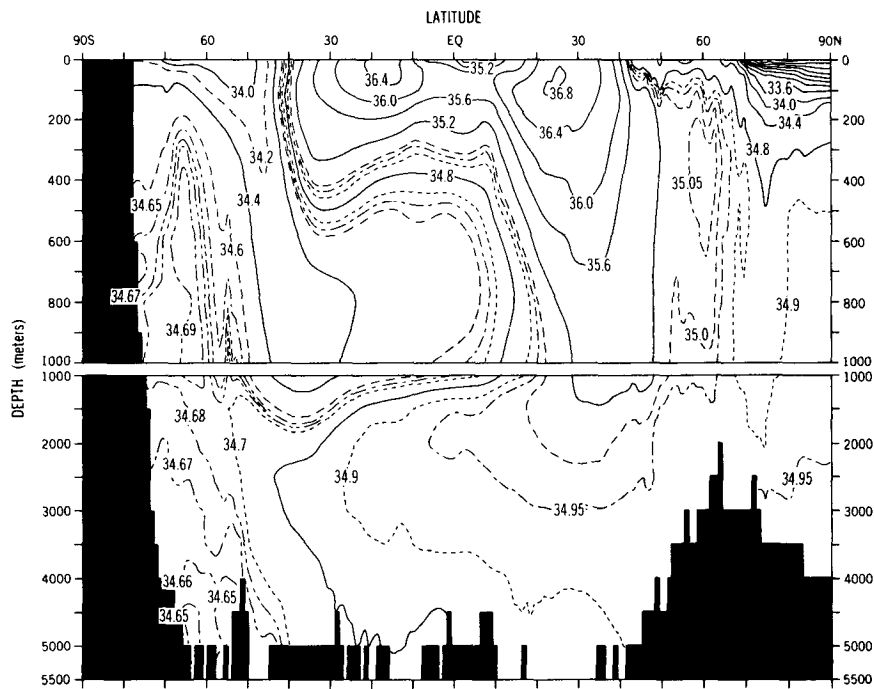 LATITUDE
90S 60 30 EQ 30 60 90N
0 0
34.0 36.4 35.2 36.8 33.6
36.0 35.6 34.0
200 34.2 35.2 36.4 34.4 200
34.8
34.65 34.4 34.8 36.0 35.05
400 400
34.6
600 35.6 600
34.67
800 34.9 800
34.69 35.0
1000 1000
DEPTH (meters)
1000 1000
34.68
34.7
2000 34.67 2000
34.9 34.95
34.95
3000 3000
4000 34.66 4000
34.65
34.65
5000 5000
5500 5500